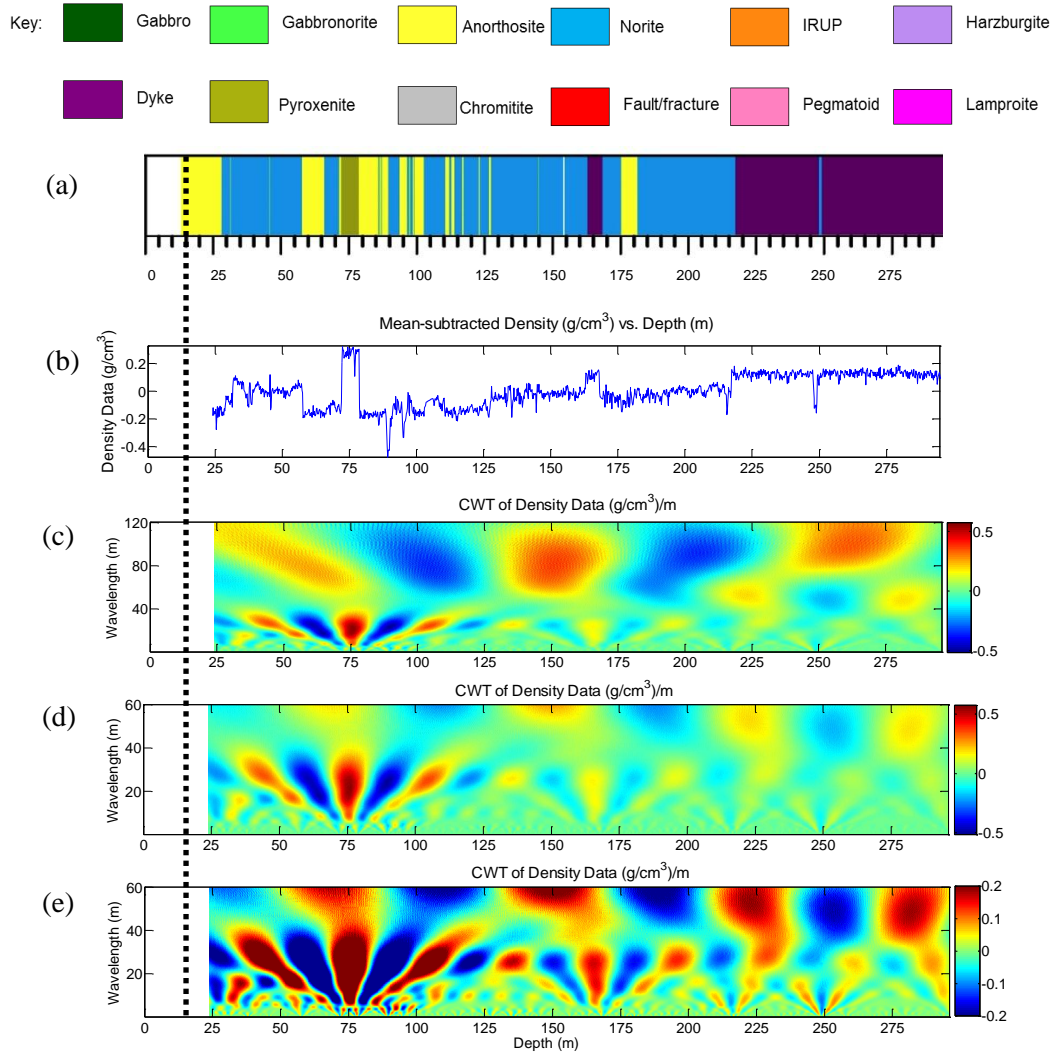 Key: Gabbro Gabbronorite Anorthosite Norite IRUP Harzburgite
Dyke Pyroxenite Chromitite Fault/fracture Pegmatoid Lamproite
(a)
0 25 50 75 100 125 150 175 200 225 250 275
Mean-subtracted Density (g/cm³) vs. Depth (m)
(b)
Density Data (g/cm³)
0.2
0
-0.2
-0.4
0 25 50 75 100 125 150 175 200 225 250 275
CWT of Density Data (g/cm³)/m
(c)
Wavelength (m)
120
80
40
0 25 50 75 100 125 150 175 200 225 250 275
0.5
0
-0.5
CWT of Density Data (g/cm³)/m
(d)
Wavelength (m)
60
40
20
0 25 50 75 100 125 150 175 200 225 250 275
0.5
0
-0.5
CWT of Density Data (g/cm³)/m
(e)
Wavelength (m)
60
40
20
0 25 50 75 100 125 150 175 200 225 250 275
Depth (m)
0.2
0.1
0
-0.1
-0.2